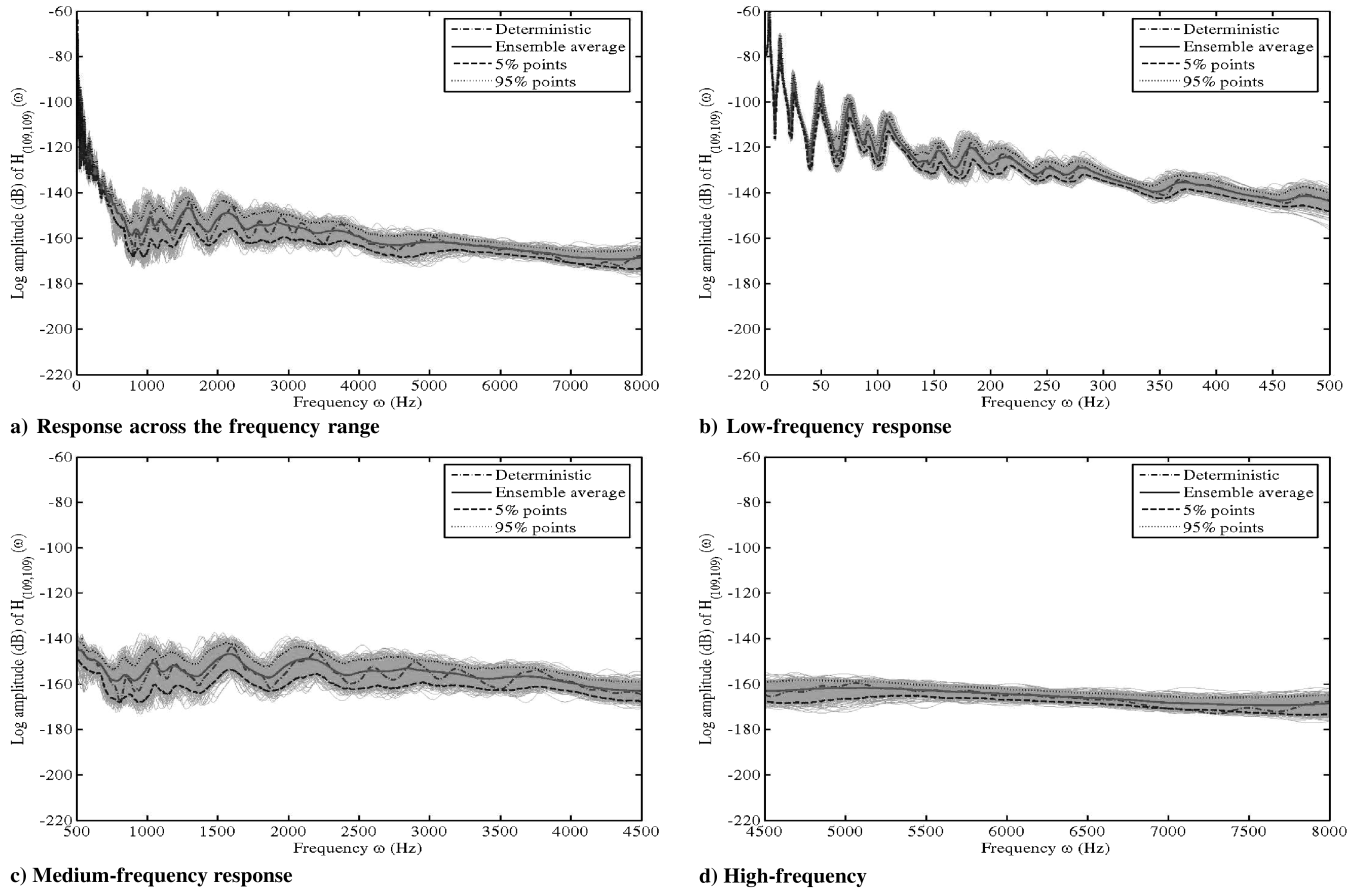 -60
-80
-100
-120
-140
-160
-180
-200
-220
Log amplitude (dB) of H(109,109) (ω)
Deterministic
Ensemble average
5% points
95% points
0 1000 2000 3000 4000 5000 6000 7000 8000
Frequency ω (Hz)
a) Response across the frequency range
-60
-80
-100
-120
-140
-160
-180
-200
-220
Log amplitude (dB) of H(109,109) (ω)
Deterministic
Ensemble average
5% points
95% points
0 50 100 150 200 250 300 350 400 450 500
Frequency ω (Hz)
b) Low-frequency response
-60
-80
-100
-120
-140
-160
-180
-200
-220
Log amplitude (dB) of H(109,109) (ω)
Deterministic
Ensemble average
5% points
95% points
500 1000 1500 2000 2500 3000 3500 4000 4500
Frequency ω (Hz)
c) Medium-frequency response
-60
-80
-100
-120
-140
-160
-180
-200
-220
Log amplitude (dB) of H(109,109) (ω)
Deterministic
Ensemble average
5% points
95% points
4500 5000 5500 6000 6500 7000 7500 8000
Frequency ω (Hz)
d) High-frequency